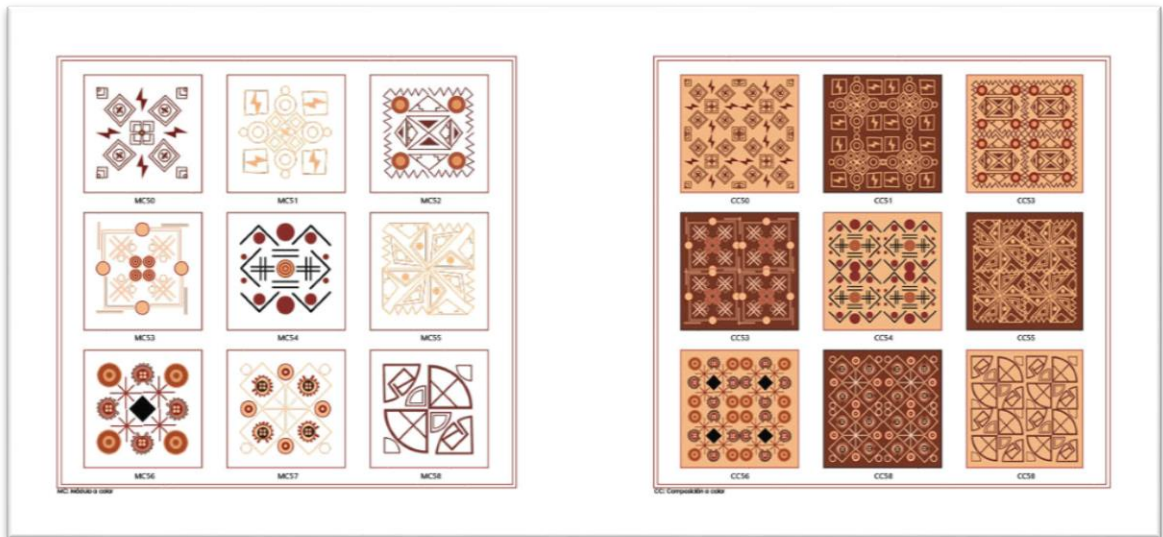 MC50 MC51 MC52
MC53 MC54 MC55
MC56 MC57 MC58
MC: Módulo a color
CC50 CC51 CC53
CC53 CC54 CC55
CC56 CC58 CC58
CC: Composición a color